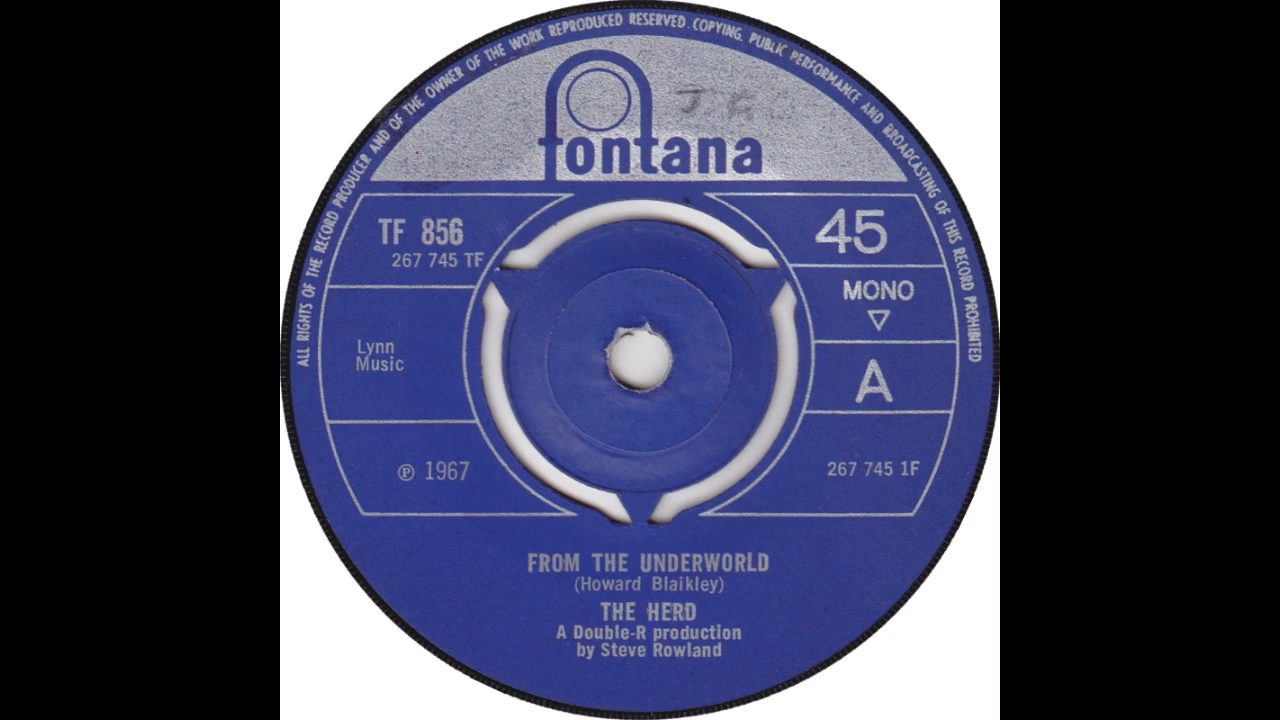 ALL RIGHTS OF THE RECORD PRODUCER AND OF THE OWNER OF THE WORK REPRODUCED RESERVED. COPYING, PUBLIC PERFORMANCE AND BROADCASTING OF THIS RECORD PROHIBITED
fontana
TF 856
267 745 TF
45
MONO
A
Lynn
Music
℗ 1967
267 745 1F
FROM THE UNDERWORLD
(Howard Blaikley)
THE HERD
A Double-R production
by Steve Rowland